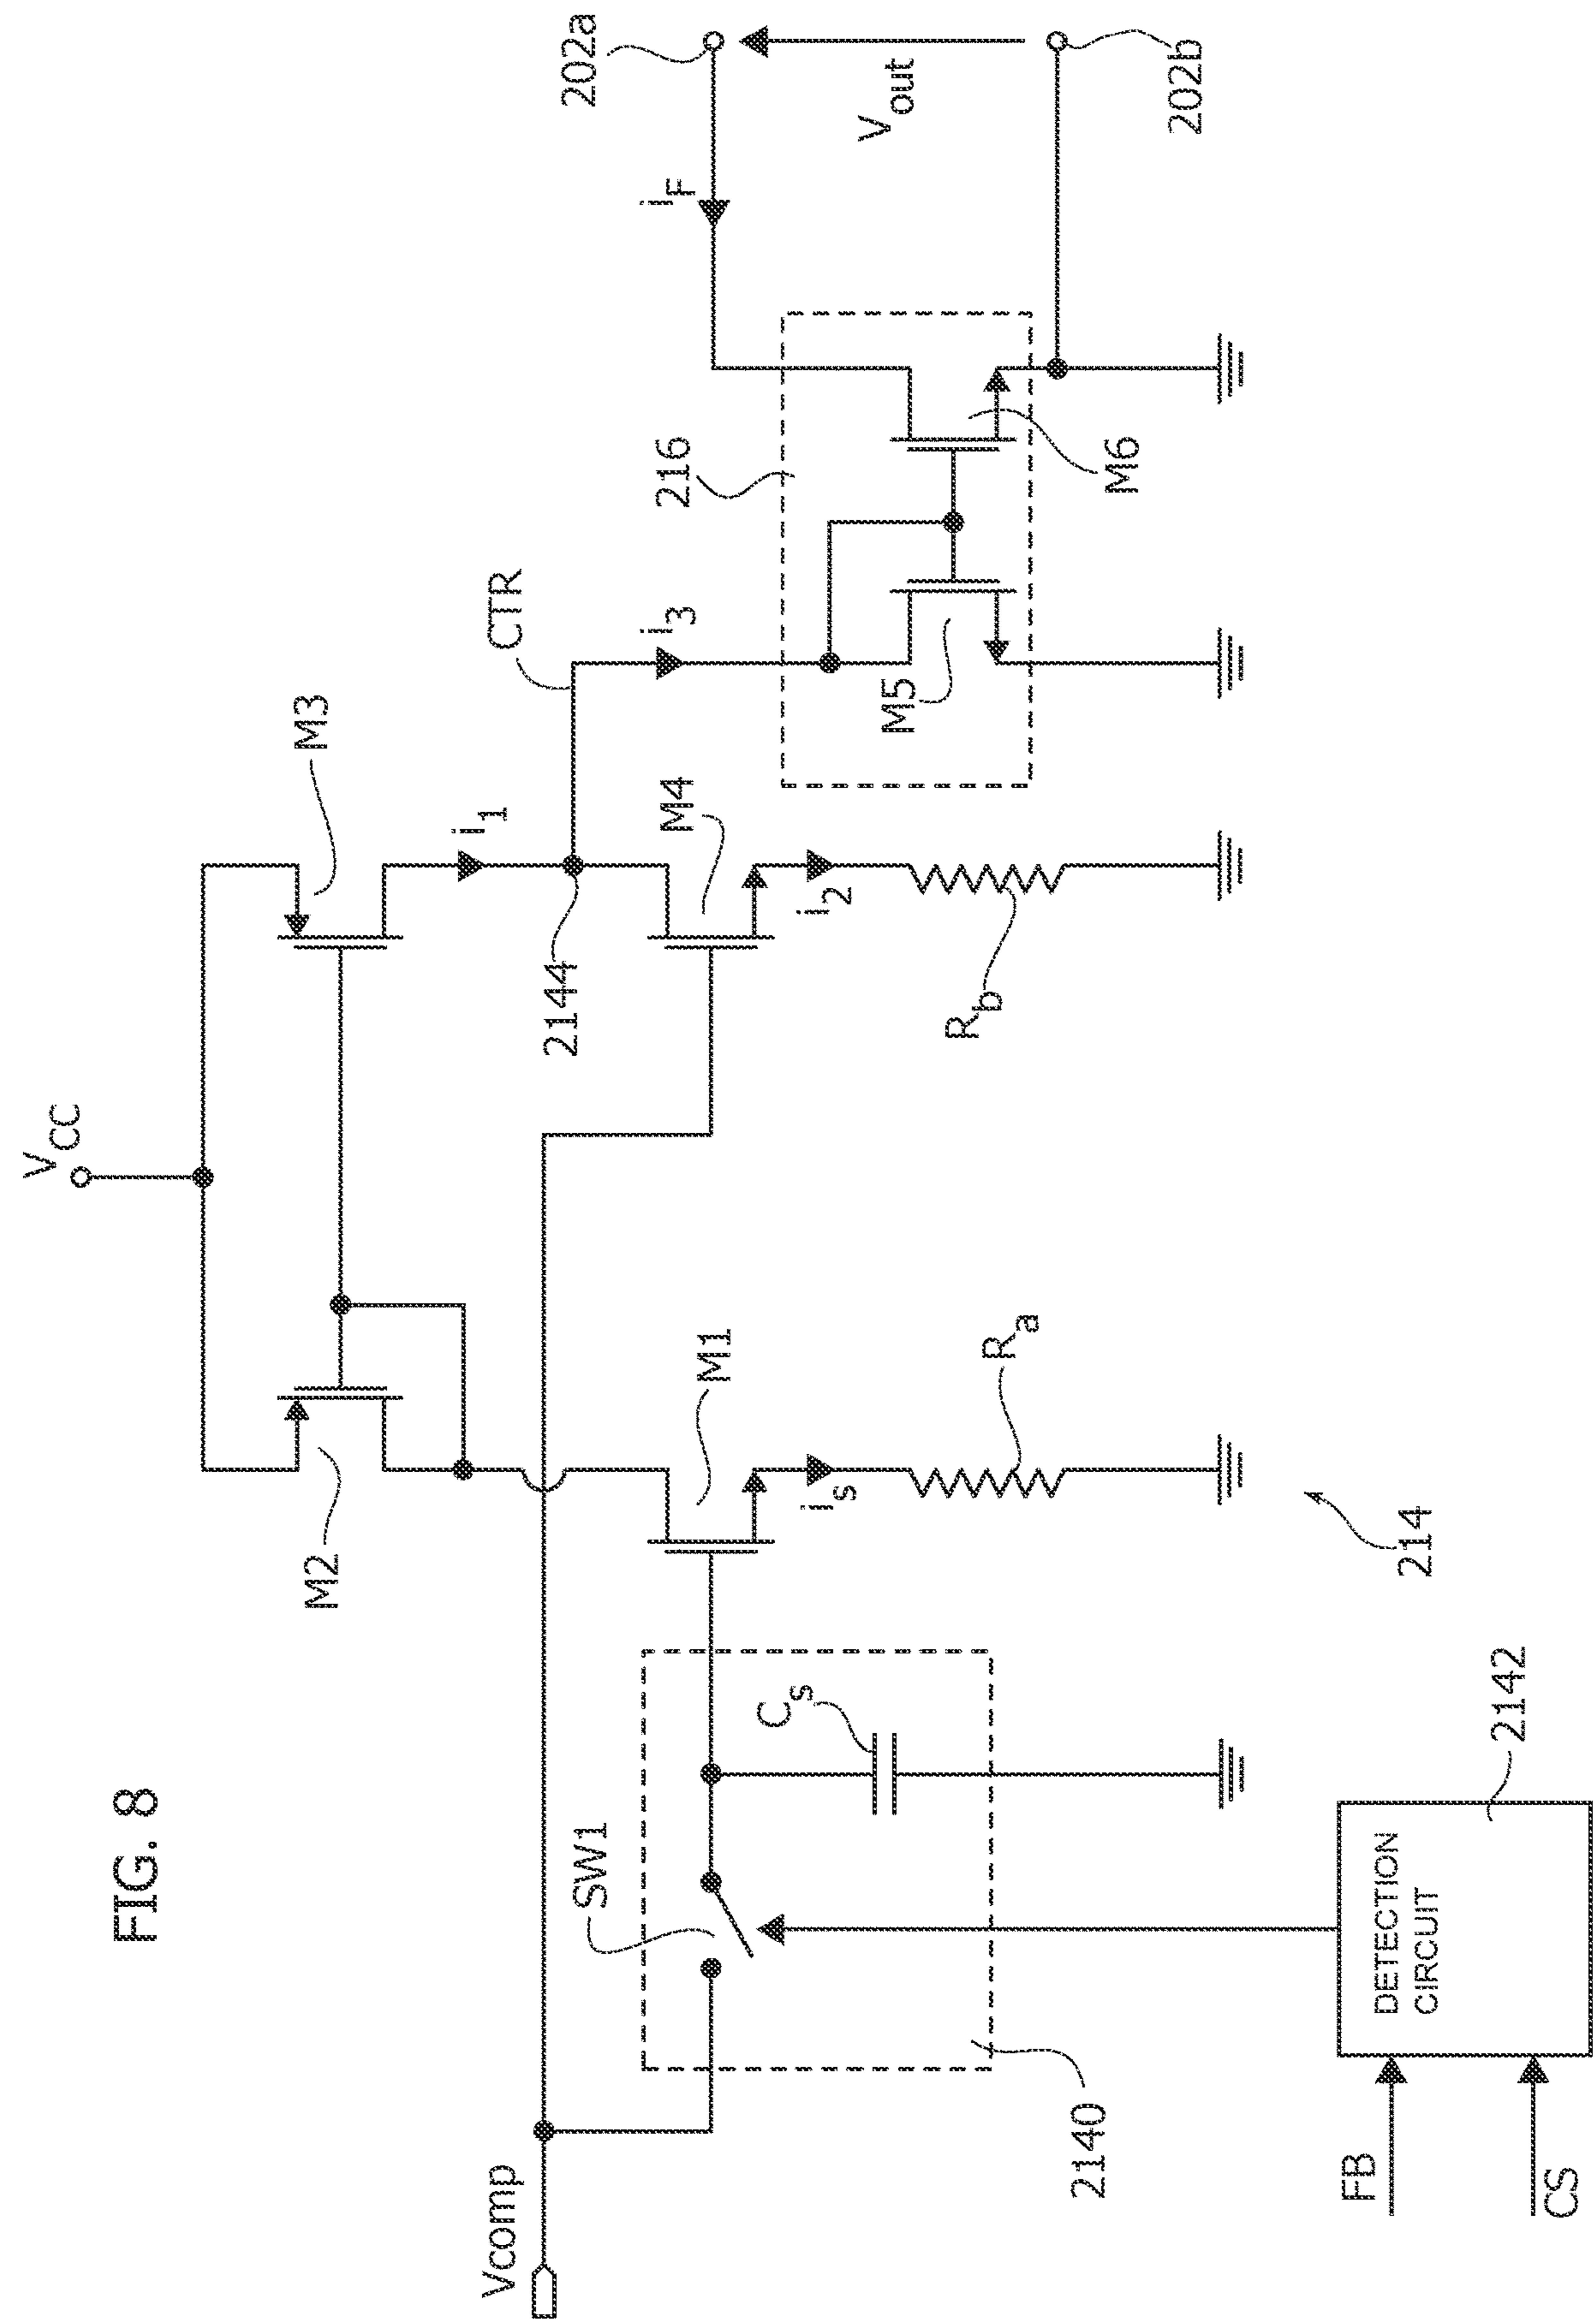 FIG. 8
VCC
M2
M3
i1
CTR
2144
Vcomp
SW1
Cs
2140
M1
is
Ra
M4
i2
Rb
i3
216
M5
M6
iF
202a
Vout
202b
214
FB
CS
DETECTION
CIRCUIT
2142